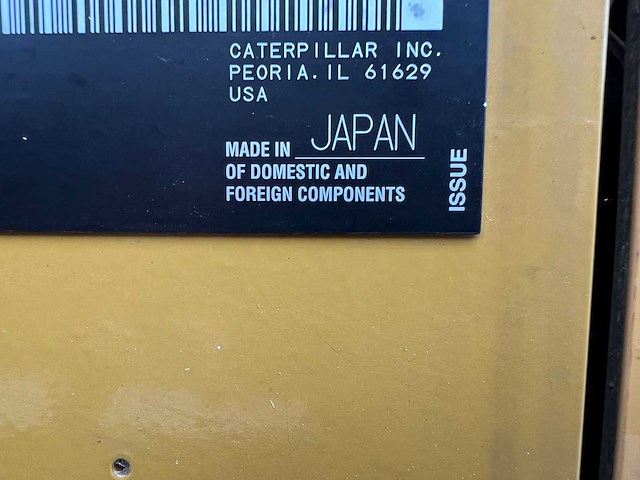 CATERPILLAR INC.
PEORIA. IL 61629
USA
MADE IN JAPAN
OF DOMESTIC AND
FOREIGN COMPONENTS
ISSUE